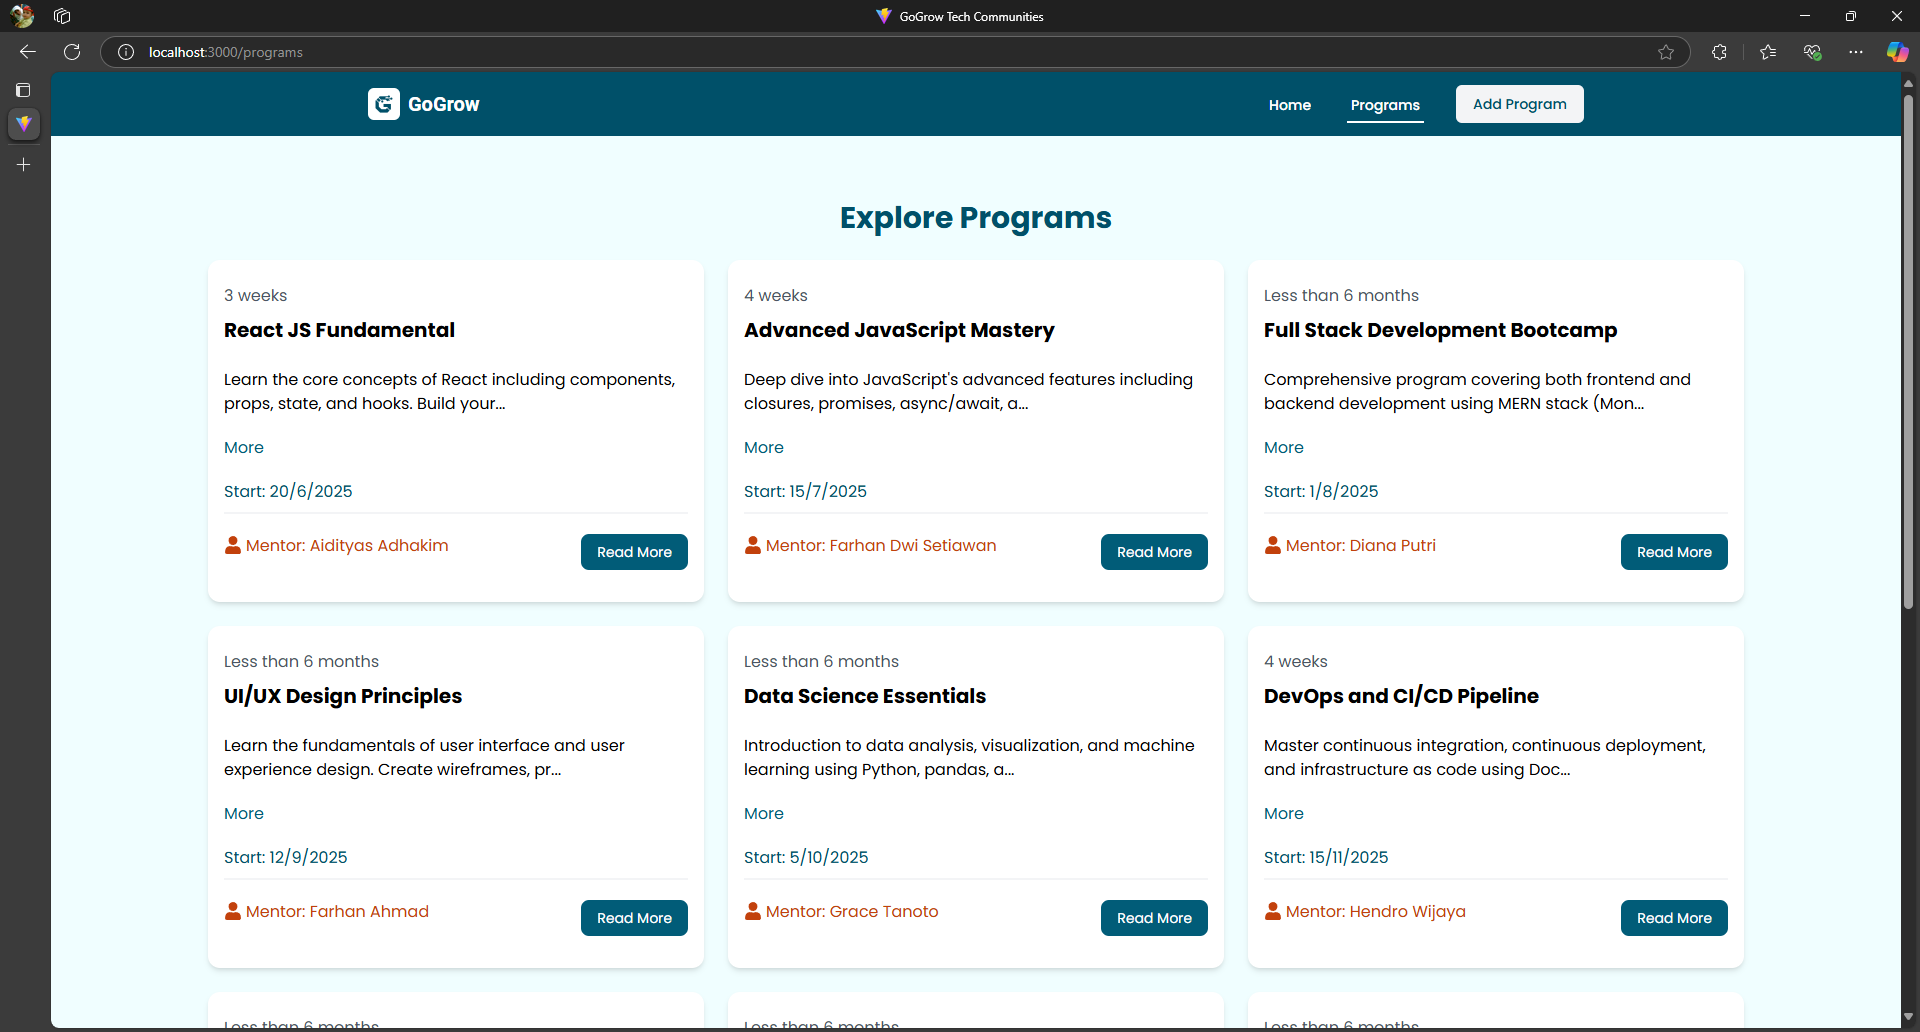 GoGrow Tech Communities
localhost:3000/programs
GoGrow
Home
Programs
Add Program
Explore Programs
3 weeks
React JS Fundamental
Learn the core concepts of React including components,
props, state, and hooks. Build your...
More
Start: 20/6/2025
Mentor: Aidityas Adhakim
Read More
4 weeks
Advanced JavaScript Mastery
Deep dive into JavaScript's advanced features including
closures, promises, async/await, a...
More
Start: 15/7/2025
Mentor: Farhan Dwi Setiawan
Read More
Less than 6 months
Full Stack Development Bootcamp
Comprehensive program covering both frontend and
backend development using MERN stack (Mon...
More
Start: 1/8/2025
Mentor: Diana Putri
Read More
Less than 6 months
UI/UX Design Principles
Learn the fundamentals of user interface and user
experience design. Create wireframes, pr...
More
Start: 12/9/2025
Mentor: Farhan Ahmad
Read More
Less than 6 months
Data Science Essentials
Introduction to data analysis, visualization, and machine
learning using Python, pandas, a...
More
Start: 5/10/2025
Mentor: Grace Tanoto
Read More
4 weeks
DevOps and CI/CD Pipeline
Master continuous integration, continuous deployment,
and infrastructure as code using Doc...
More
Start: 15/11/2025
Mentor: Hendro Wijaya
Read More
Less than 6 months
Less than 6 months
Less than 6 months